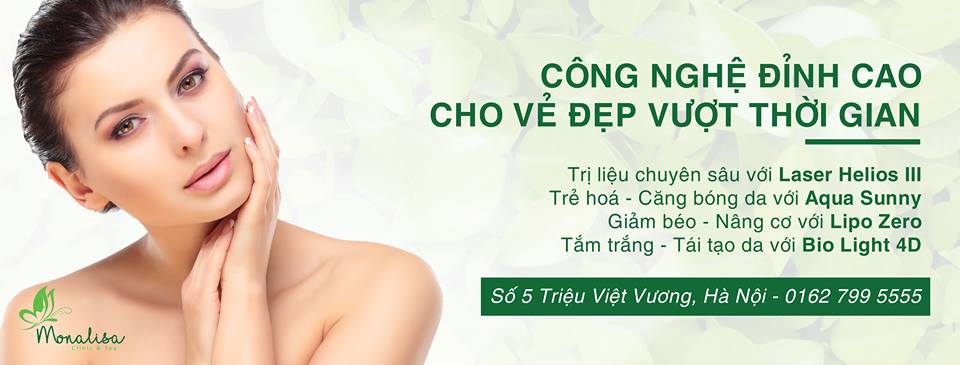 CÔNG NGHỆ ĐỈNH CAO
CHO VẺ ĐẸP VƯỢT THỜI GIAN
Trị liệu chuyên sâu với Laser Helios III
Trẻ hoá - Căng bóng da với Aqua Sunny
Giảm béo - Nâng cơ với Lipo Zero
Tắm trắng - Tái tạo da với Bio Light 4D
Số 5 Triệu Việt Vương, Hà Nội - 0162 799 5555
Monalisa
Clinic & Spa